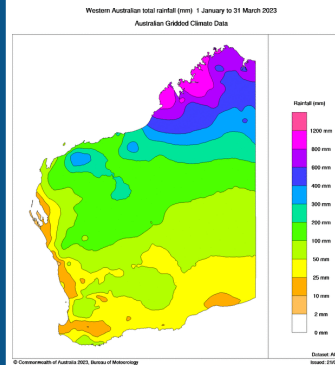 Western Australian total rainfall (mm) 1 January to 31 March 2023
Australian Gridded Climate Data
Rainfall (mm)
1200 mm
800 mm
600 mm
400 mm
300 mm
200 mm
100 mm
50 mm
25 mm
10 mm
2 mm
0 mm
© Commonwealth of Australia 2023, Bureau of Meteorology
Dataset:
Issued: